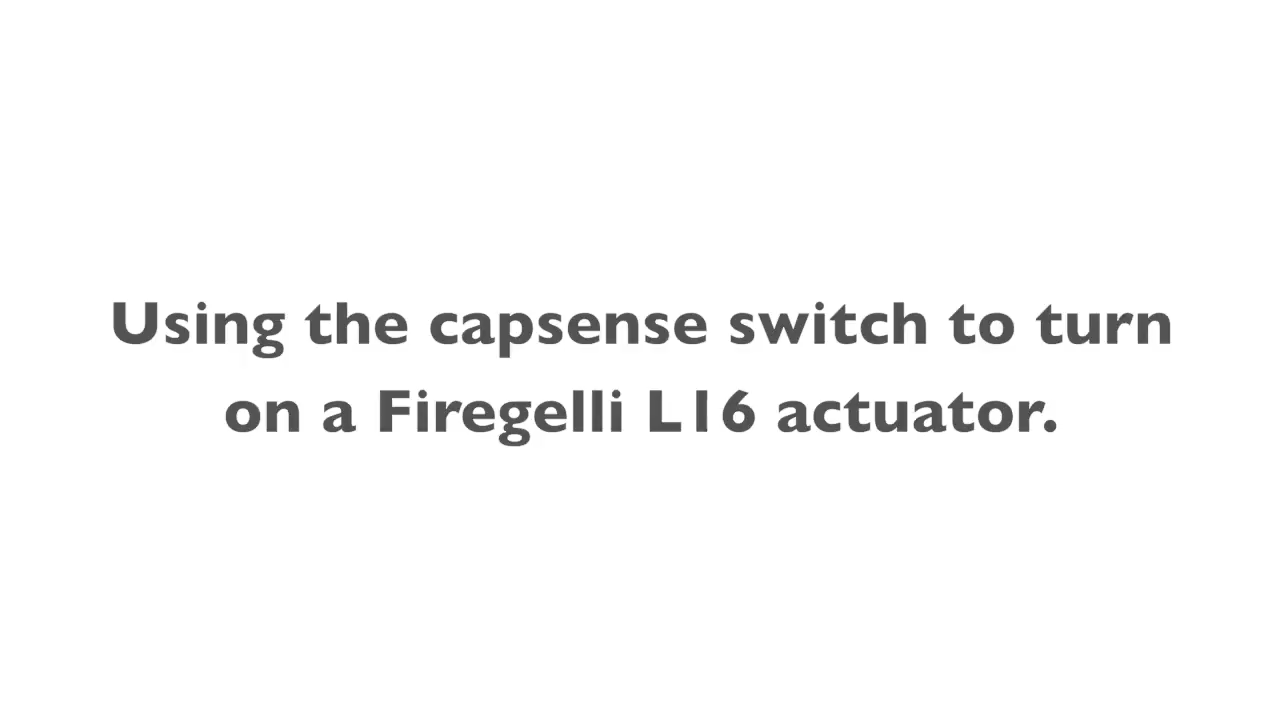 Using the capsense switch to turn
on a Firegelli L16 actuator.